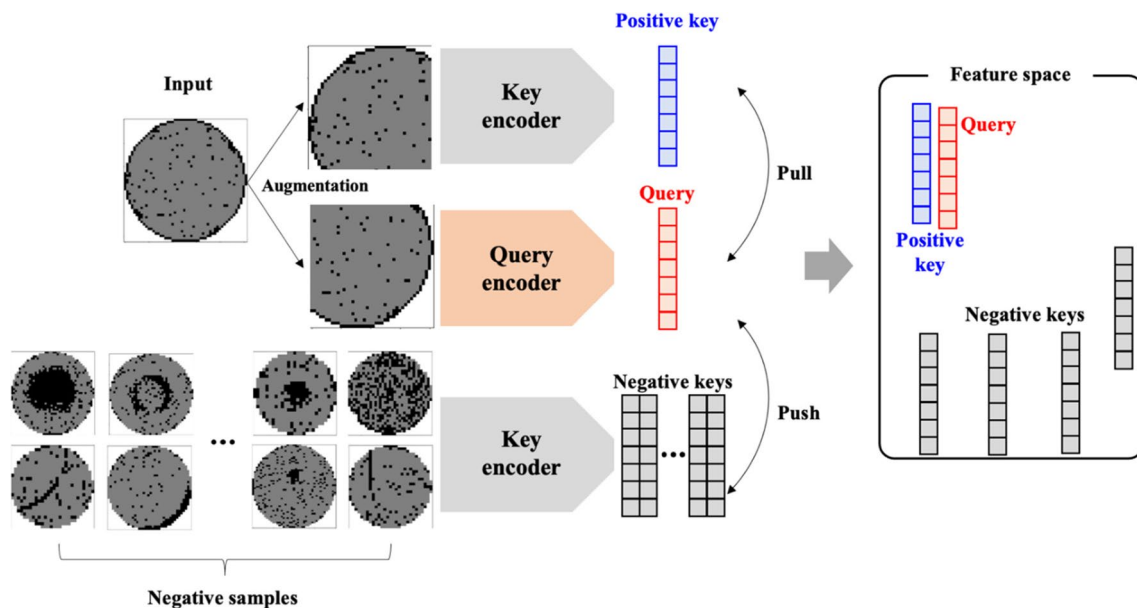 Input
Augmentation
Key
encoder
Positive key
Query
encoder
Query
Pull
Key
encoder
Negative keys
Push
•••
•••
Negative samples
Feature space
Query
Positive
key
Negative keys